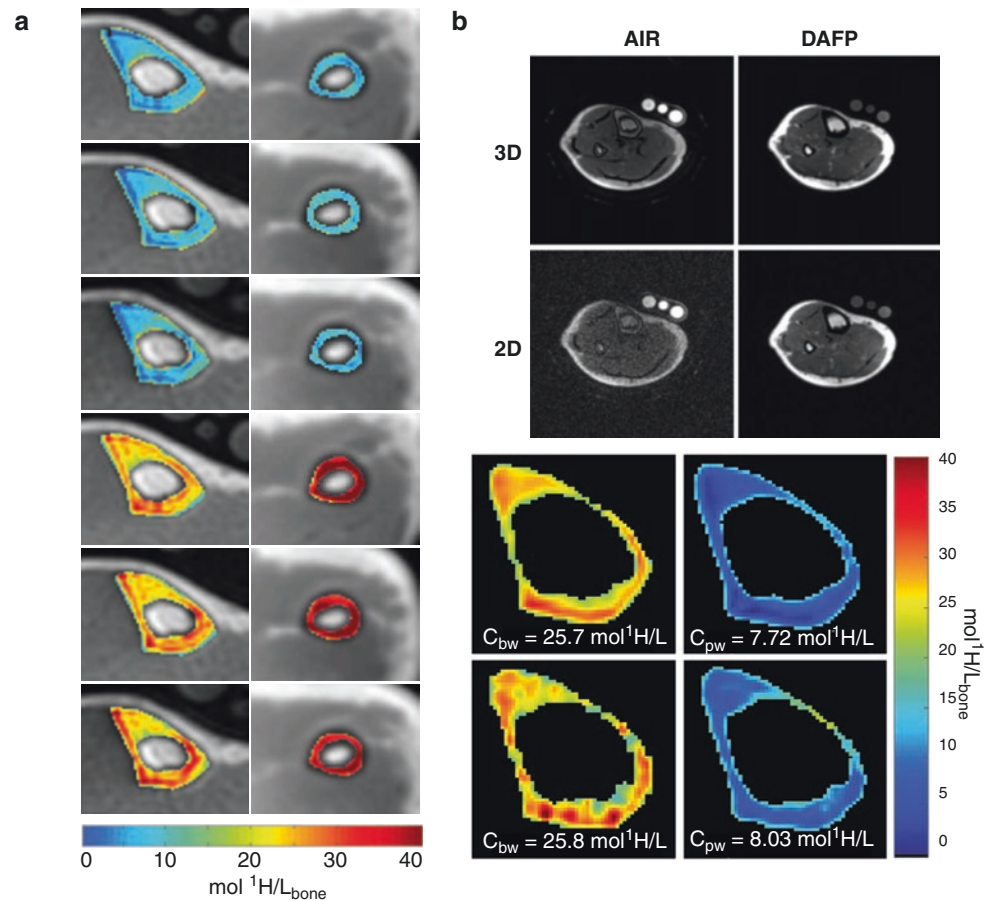 a
0 10 20 30 40
mol ¹H/L_bone
b
AIR DAFP
3D
2D
C_bw = 25.7 mol¹H/L C_pw = 7.72 mol¹H/L
C_bw = 25.8 mol¹H/L C_pw = 8.03 mol¹H/L
40
35
30
25
20
15
10
5
0
mol¹H/L_bone